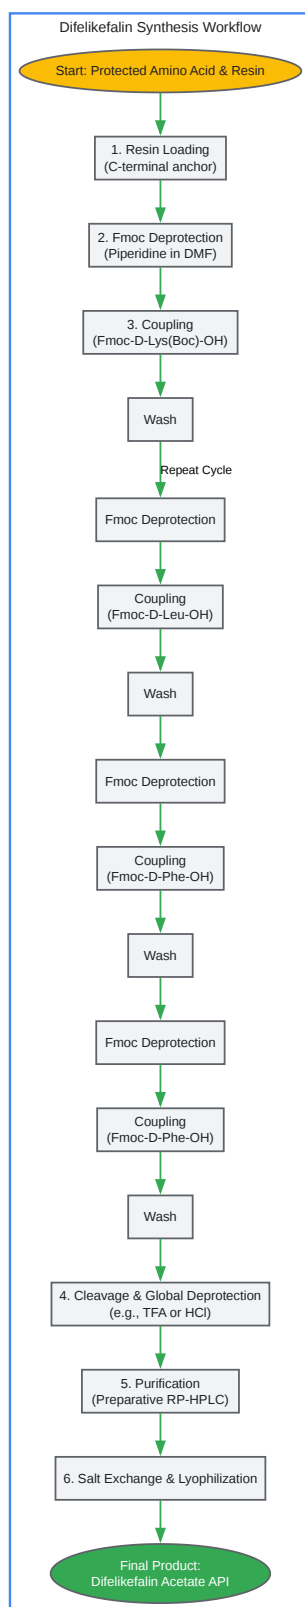 Difelikefalin Synthesis Workflow
Start: Protected Amino Acid & Resin
1. Resin Loading
(C-terminal anchor)
2. Fmoc Deprotection
(Piperidine in DMF)
3. Coupling
(Fmoc-D-Lys(Boc)-OH)
Wash
Repeat Cycle
Fmoc Deprotection
Coupling
(Fmoc-D-Leu-OH)
Wash
Fmoc Deprotection
Coupling
(Fmoc-D-Phe-OH)
Wash
Fmoc Deprotection
Coupling
(Fmoc-D-Phe-OH)
Wash
4. Cleavage & Global Deprotection
(e.g., TFA or HCl)
5. Purification
(Preparative RP-HPLC)
6. Salt Exchange & Lyophilization
Final Product:
Difelikefalin Acetate API